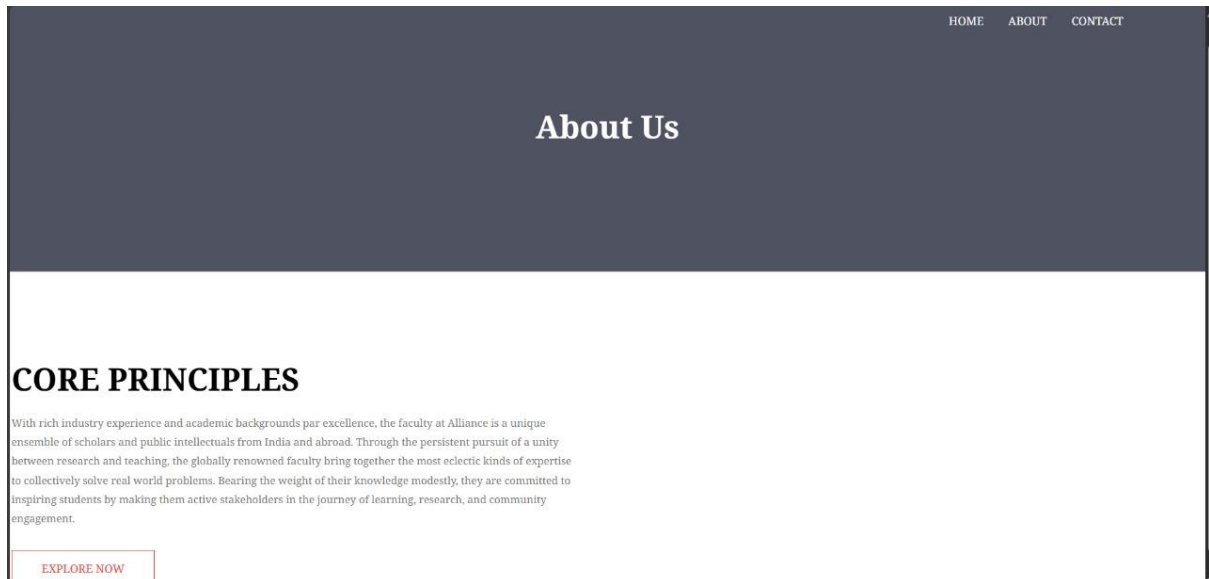 HOME ABOUT CONTACT
About Us
CORE PRINCIPLES
With rich industry experience and academic backgrounds par excellence, the faculty at Alliance is a unique
ensemble of scholars and public intellectuals from India and abroad. Through the persistent pursuit of a unity
between research and teaching, the globally renowned faculty bring together the most eclectic kinds of expertise
to collectively solve real world problems. Bearing the weight of their knowledge modestly, they are committed to
inspiring students by making them active stakeholders in the journey of learning, research, and community
engagement.
EXPLORE NOW